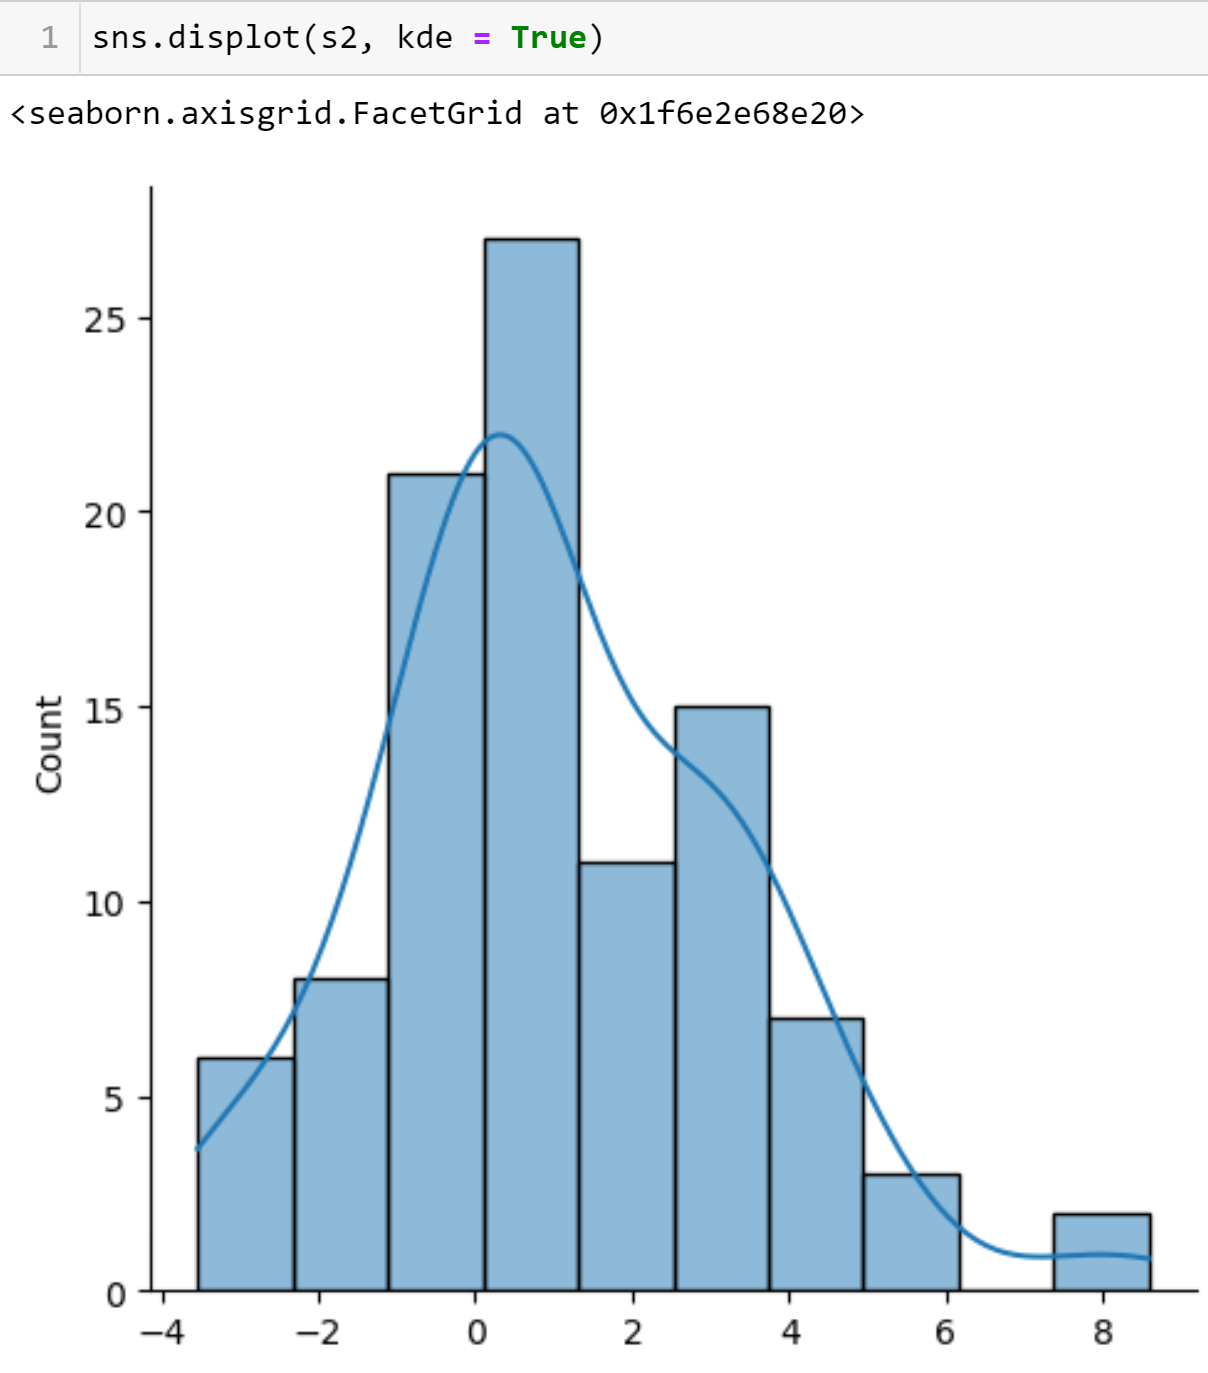 1 sns.displot(s2, kde = True)
<seaborn.axisgrid.FacetGrid at 0x1f6e2e68e20>
25
20
15
10
5
0
Count
−4 −2 0 2 4 6 8